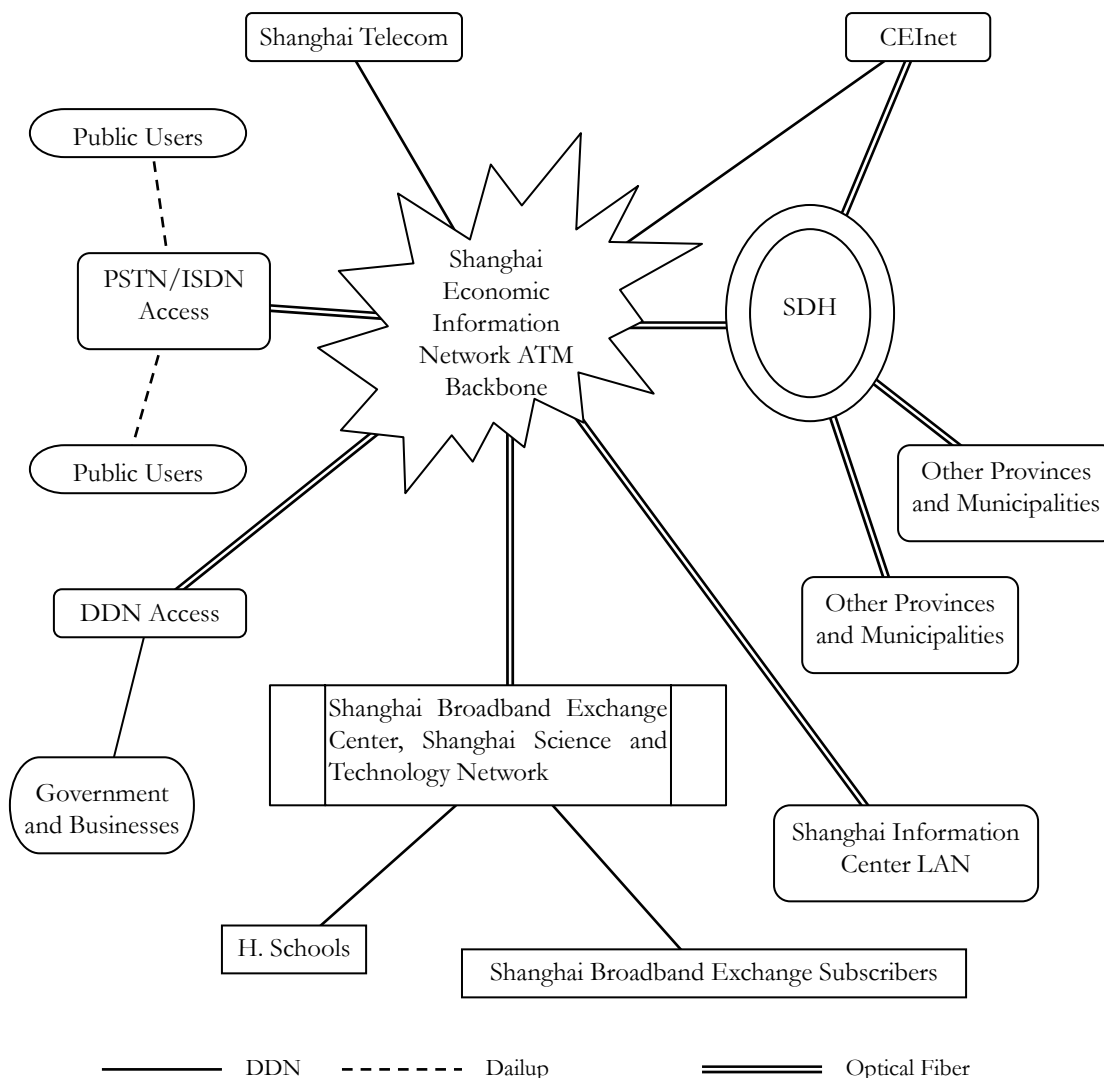 Shanghai Telecom
CEInet
Public Users
Shanghai
Economic
Information
Network ATM
Backbone
PSTN/ISDN
Access
SDH
Public Users
Other Provinces
and Municipalities
DDN Access
Other Provinces
and Municipalities
Shanghai Broadband Exchange
Center, Shanghai Science and
Technology Network
Government
and Businesses
Shanghai Information
Center LAN
H. Schools
Shanghai Broadband Exchange Subscribers
DDN
Dailup
Optical Fiber